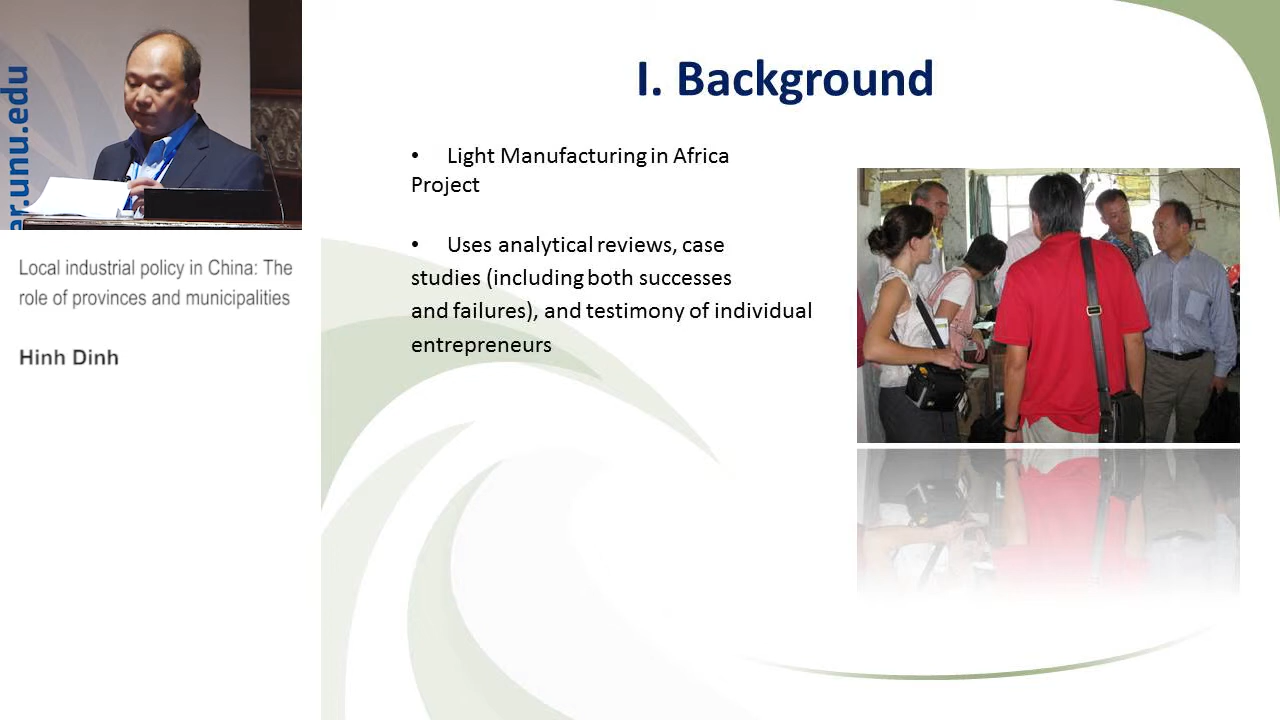 er.unu.edu
Local industrial policy in China: The
role of provinces and municipalities
Hinh Dinh
I. Background
• Light Manufacturing in Africa
Project
• Uses analytical reviews, case
studies (including both successes
and failures), and testimony of individual
entrepreneurs